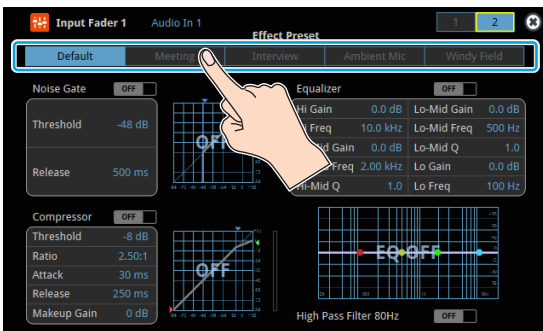 Input Fader 1 Audio In 1 1 2
Effect Preset
Default Meeting Interview Ambient Mic Windy Field
Noise Gate OFF
Threshold -48 dB
Release 500 ms
OFF
Equalizer OFF
Hi Gain 0.0 dB Lo-Mid Gain 0.0 dB
Freq 10.0 kHz Lo-Mid Freq 500 Hz
d Gain 0.0 dB Lo-Mid Q 1.0
Freq 2.00 kHz Lo Gain 0.0 dB
Hi-Mid Q 1.0 Lo Freq 100 Hz
Compressor OFF
Threshold -8 dB
Ratio 2.50:1
Attack 30 ms
Release 250 ms
Makeup Gain 0 dB
OFF
EQ OFF
High Pass Filter 80Hz OFF